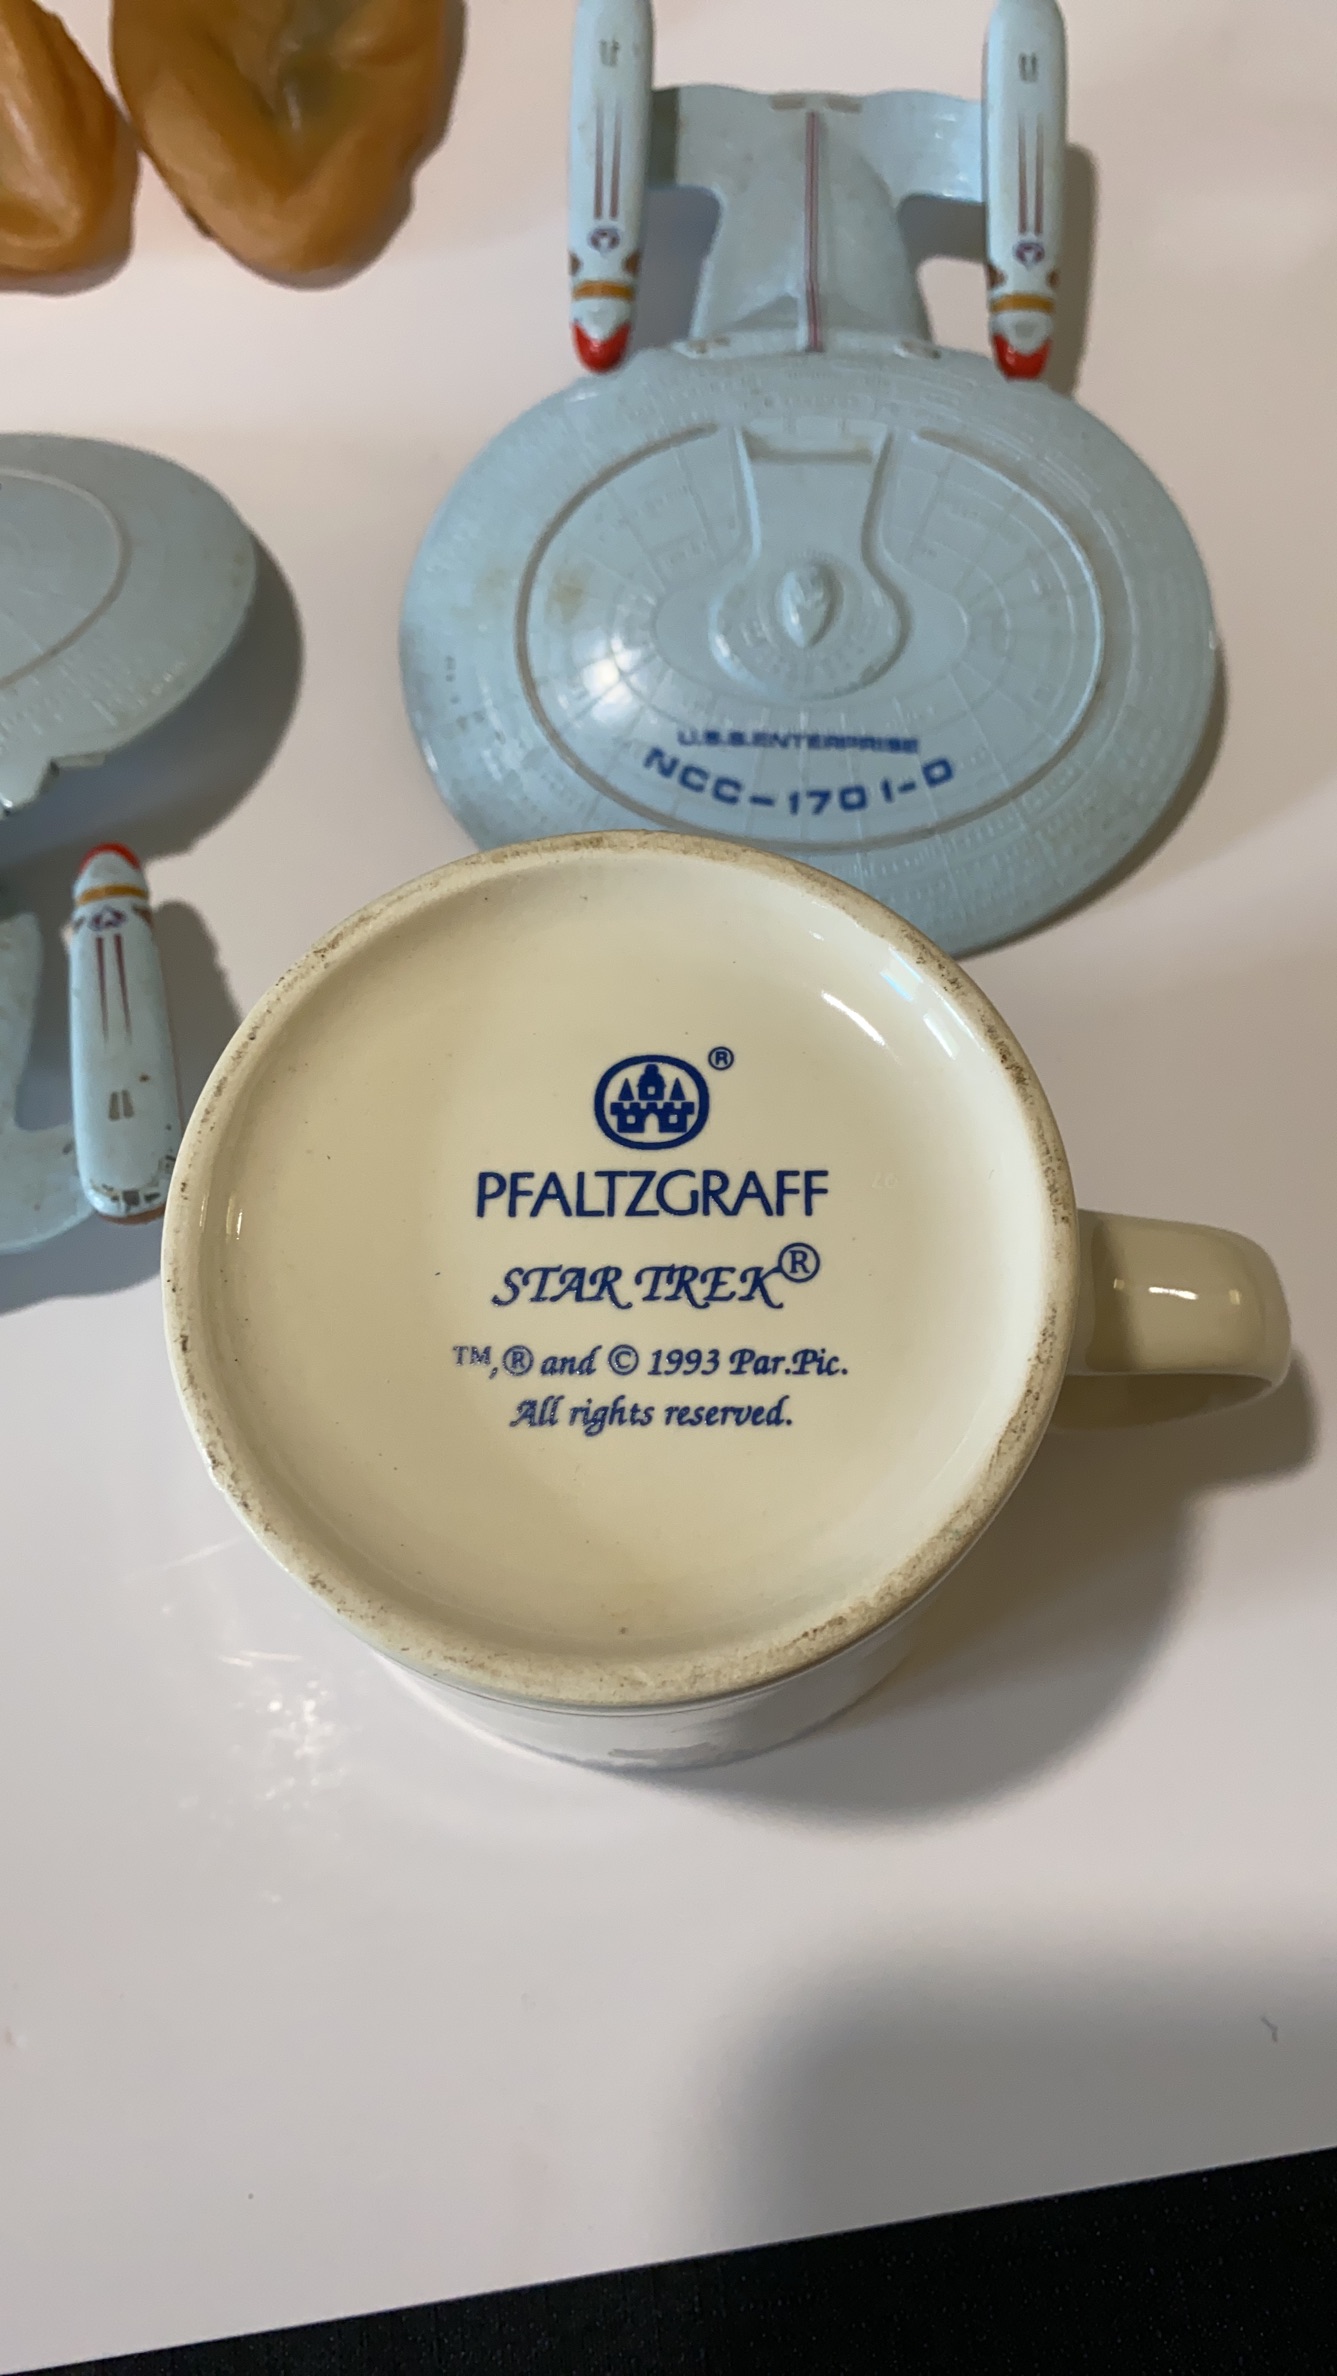 U.S.S. ENTERPRISE
NCC-1701-D
®
PFALTZGRAFF
STAR TREK®
™,® and © 1993 Par.Pic.
All rights reserved.